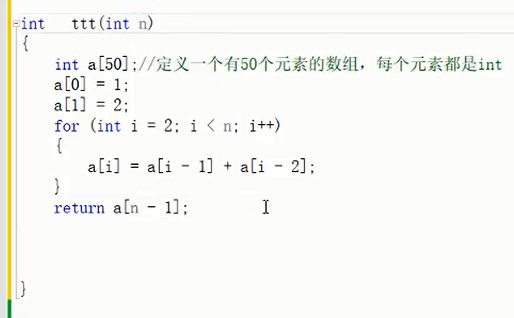 int ttt(int n)
{
int a[50];//定义一个有50个元素的数组，每个元素都是int
a[0] = 1;
a[1] = 2;
for (int i = 2; i < n; i++)
{
a[i] = a[i - 1] + a[i - 2];
}
return a[n - 1];
}